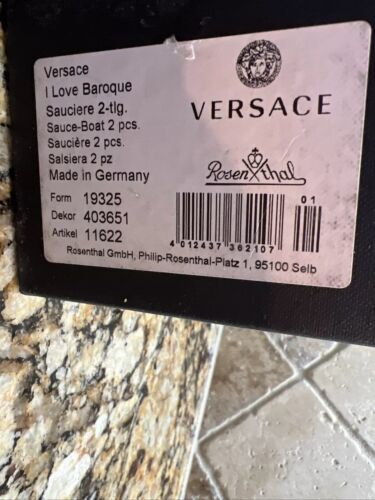 Versace
I Love Baroque
Sauciere 2-tlg.
Sauce-Boat 2 pcs.
Saucière 2 pcs.
Salsiera 2 pz
Made in Germany
Form 19325
Dekor 403651
Artikel 11622
VERSACE
Rosenthal
01
4 012437 362107
Rosenthal GmbH, Philip-Rosenthal-Platz 1, 95100 Selb